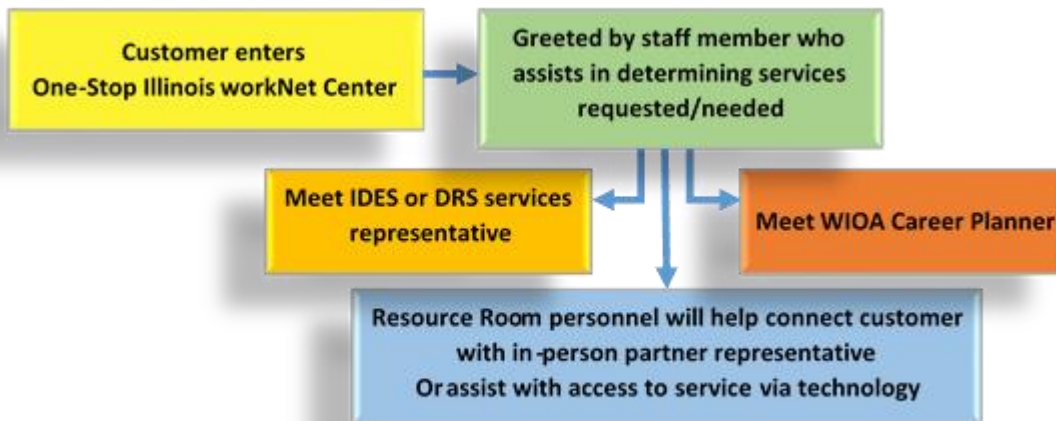 Customer enters
One-Stop Illinois workNet Center
Greeted by staff member who
assists in determining services
requested/needed
Meet IDES or DRS services
representative
Meet WIOA Career Planner
Resource Room personnel will help connect customer
with in-person partner representative
Or assist with access to service via technology